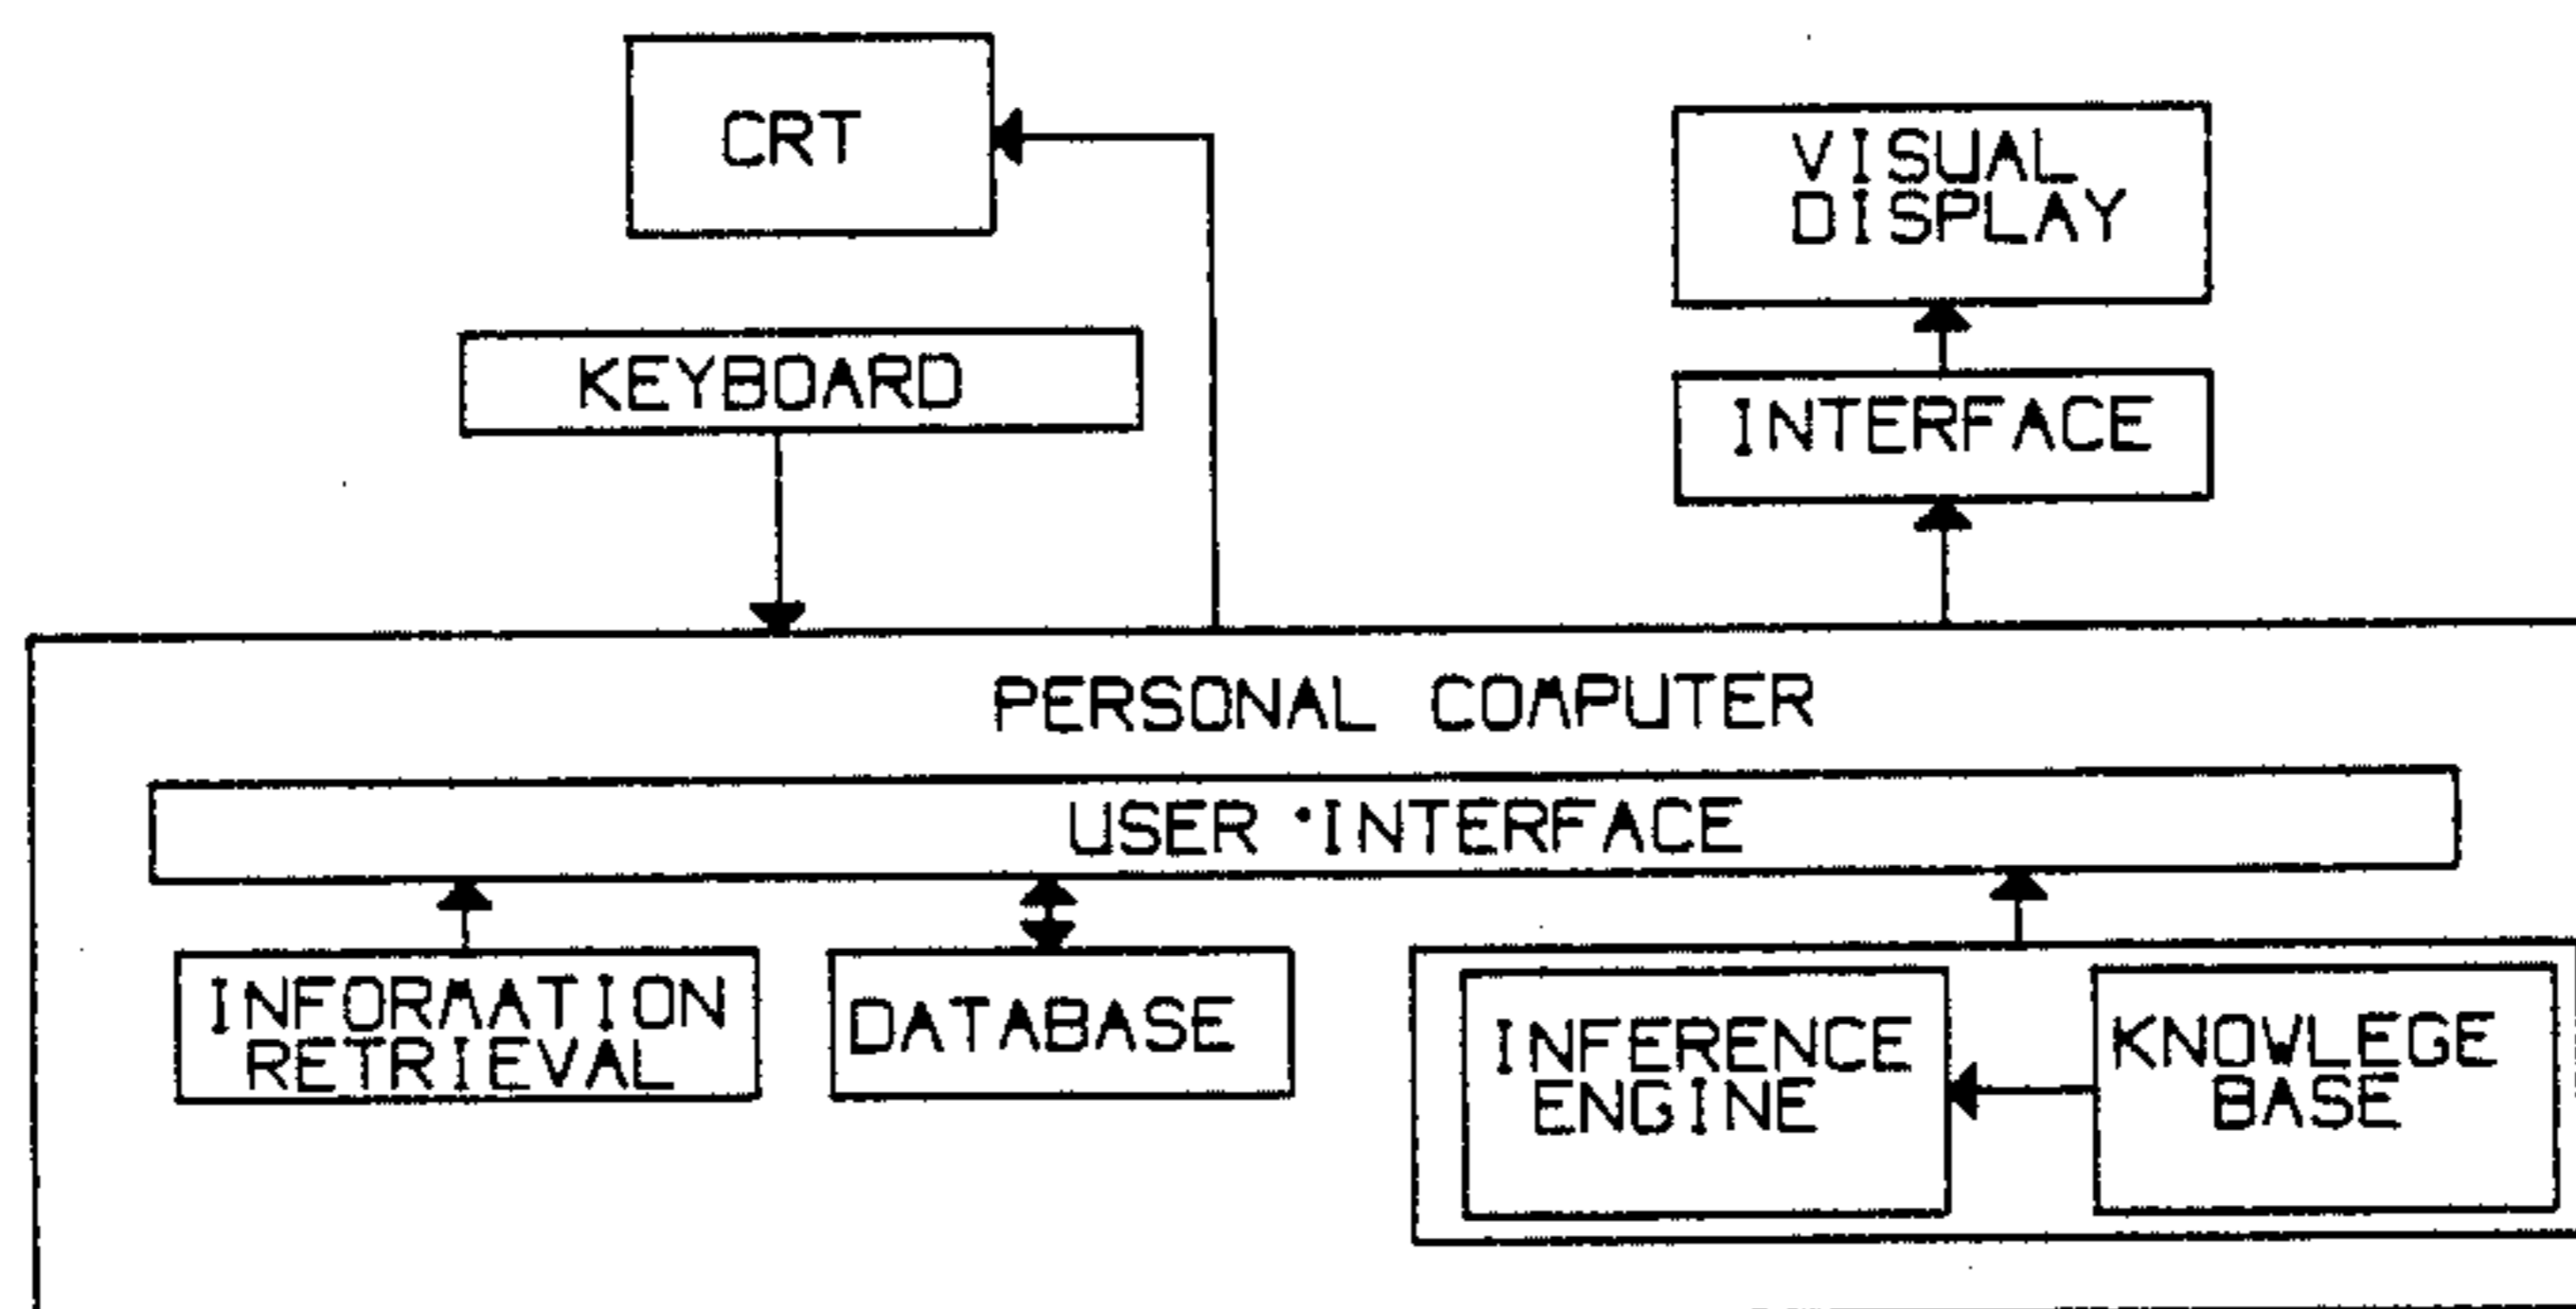 CRT
VISUAL
DISPLAY
KEYBOARD
INTERFACE
PERSONAL COMPUTER
USER INTERFACE
INFORMATION
RETRIEVAL
DATABASE
INFERENCE
ENGINE
KNOWLEGE
BASE